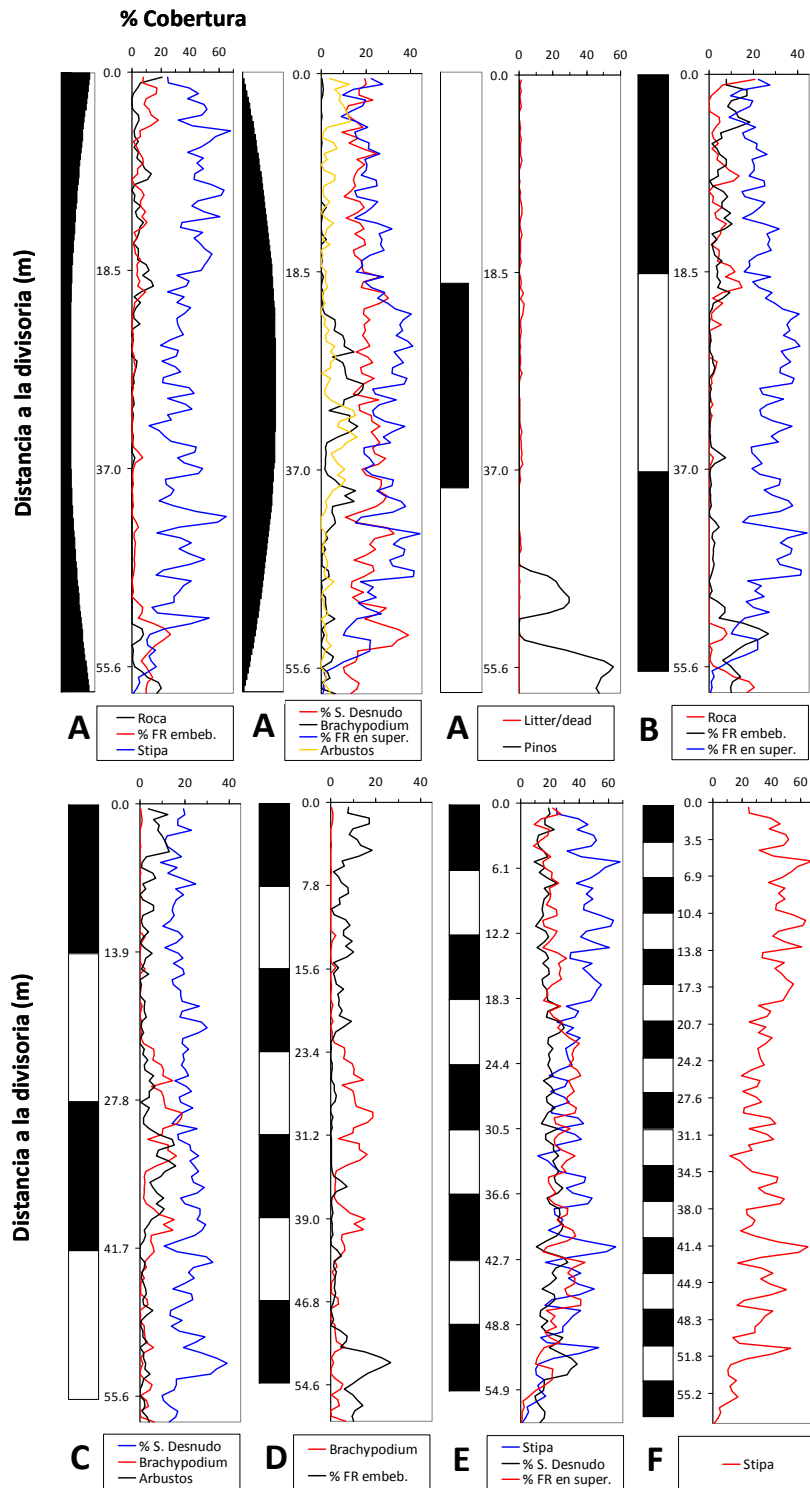 % Cobertura
0 20 40 60
0 20 40
0 20 40 60
0 20 40
Distancia a la divisoria (m)
0.0
18.5
37.0
55.6
0.0
18.5
37.0
55.6
0.0
18.5
37.0
55.6
0.0
18.5
37.0
55.6
A
Roca
% FR embeb.
Stipa
A
% S. Desnudo
Brachypodium
% FR en super.
Arbustos
A
Litter/dead
Pinos
B
Roca
% FR embeb.
% FR en super.
0 20 40
0 20 40
0 20 40 60
0 20 40 60
Distancia a la divisoria (m)
0.0
13.9
27.8
41.7
55.6
0.0
7.8
15.6
23.4
31.2
39.0
46.8
54.6
0.0
6.1
12.2
18.3
24.4
30.5
36.6
42.7
48.8
54.9
0.0
3.5
6.9
10.4
13.8
17.3
20.7
24.2
27.6
31.1
34.5
38.0
41.4
44.9
48.3
51.8
55.2
C
% S. Desnudo
Brachypodium
Arbustos
D
Brachypodium
% FR embeb.
E
Stipa
% S. Desnudo
% FR en super.
F
Stipa